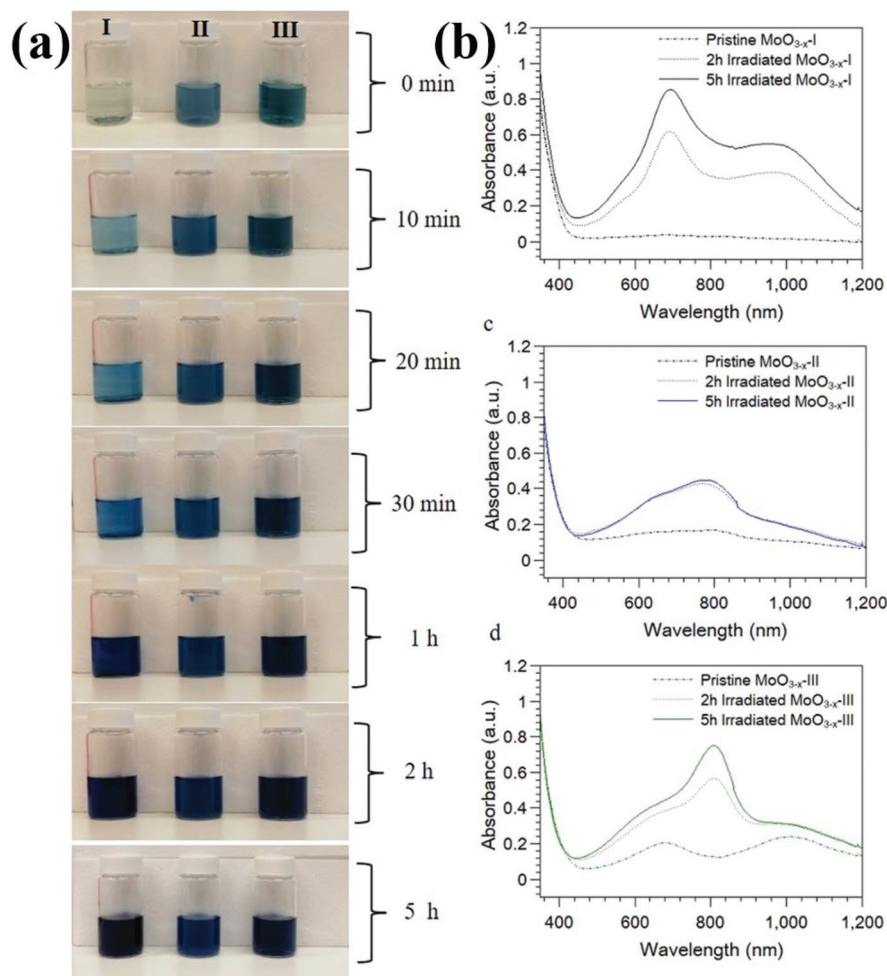 (a)
I II III
0 min
10 min
20 min
30 min
1 h
2 h
5 h
(b)
Pristine MoO3-x-I
2h Irradiated MoO3-x-I
5h Irradiated MoO3-x-I
Absorbance (a.u.)
1.2
1
0.8
0.6
0.4
0.2
0
400 600 800 1,000 1,200
Wavelength (nm)
c
Pristine MoO3-x-II
2h Irradiated MoO3-x-II
5h Irradiated MoO3-x-II
Absorbance (a.u.)
1.2
1
0.8
0.6
0.4
0.2
0
400 600 800 1,000 1,200
Wavelength (nm)
d
Pristine MoO3-x-III
2h Irradiated MoO3-x-III
5h Irradiated MoO3-x-III
Absorbance (a.u.)
1.2
1
0.8
0.6
0.4
0.2
0
400 600 800 1,000 1,200
Wavelength (nm)